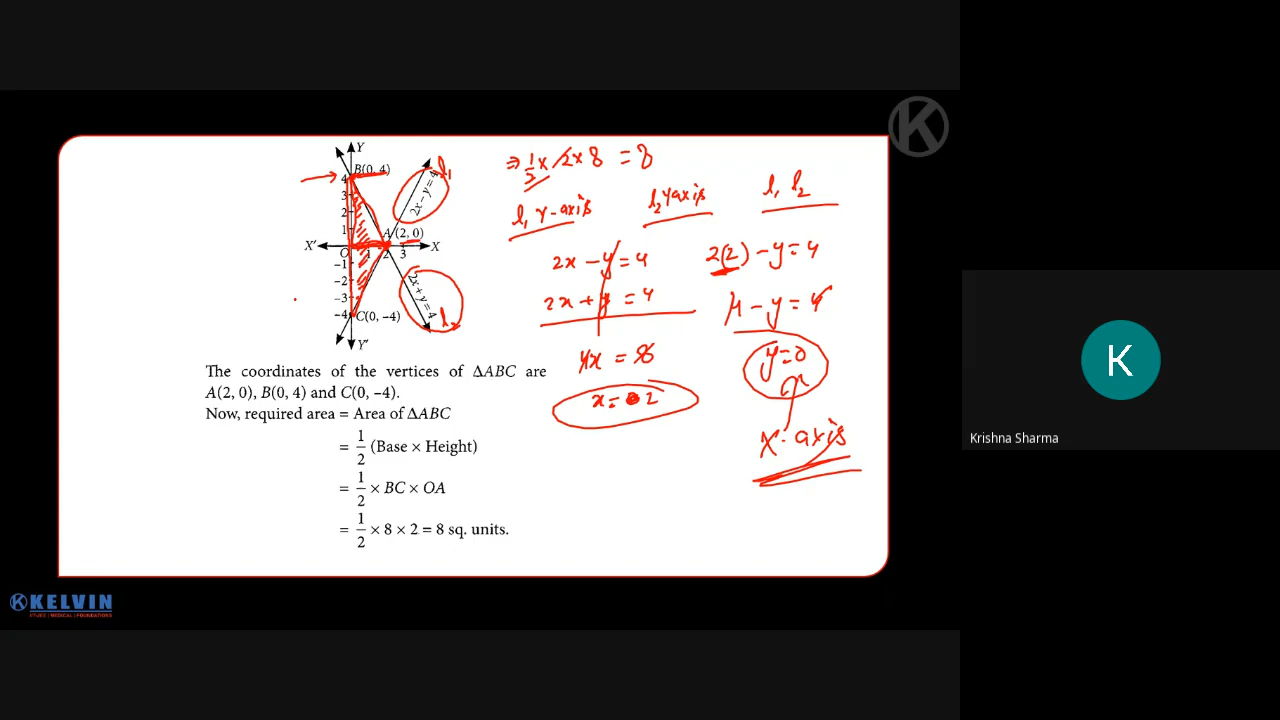 K
Y
B(0, 4)
4
3
2
1
2x − y = 4
l₁
A (2, 0)
X′
O
1
2
3
X
−1
−2
−3
−4
2x + y = 4
l₂
C(0, −4)
Y′
⇒ 1/2 x 2 x 8 = 8
l₁ Y-axis
l₂ Y axis
l₁ l₂
2x − y = 4
2x + y = 4
4x = 8
x = 2
2(2) − y = 4
4 − y = 4
y = 0
X-axis
The coordinates of the vertices of ΔABC are
A(2, 0), B(0, 4) and C(0, −4).
Now, required area = Area of ΔABC
= 1/2 (Base × Height)
= 1/2 × BC × OA
= 1/2 × 8 × 2 = 8 sq. units.
KELVIN
K
Krishna Sharma